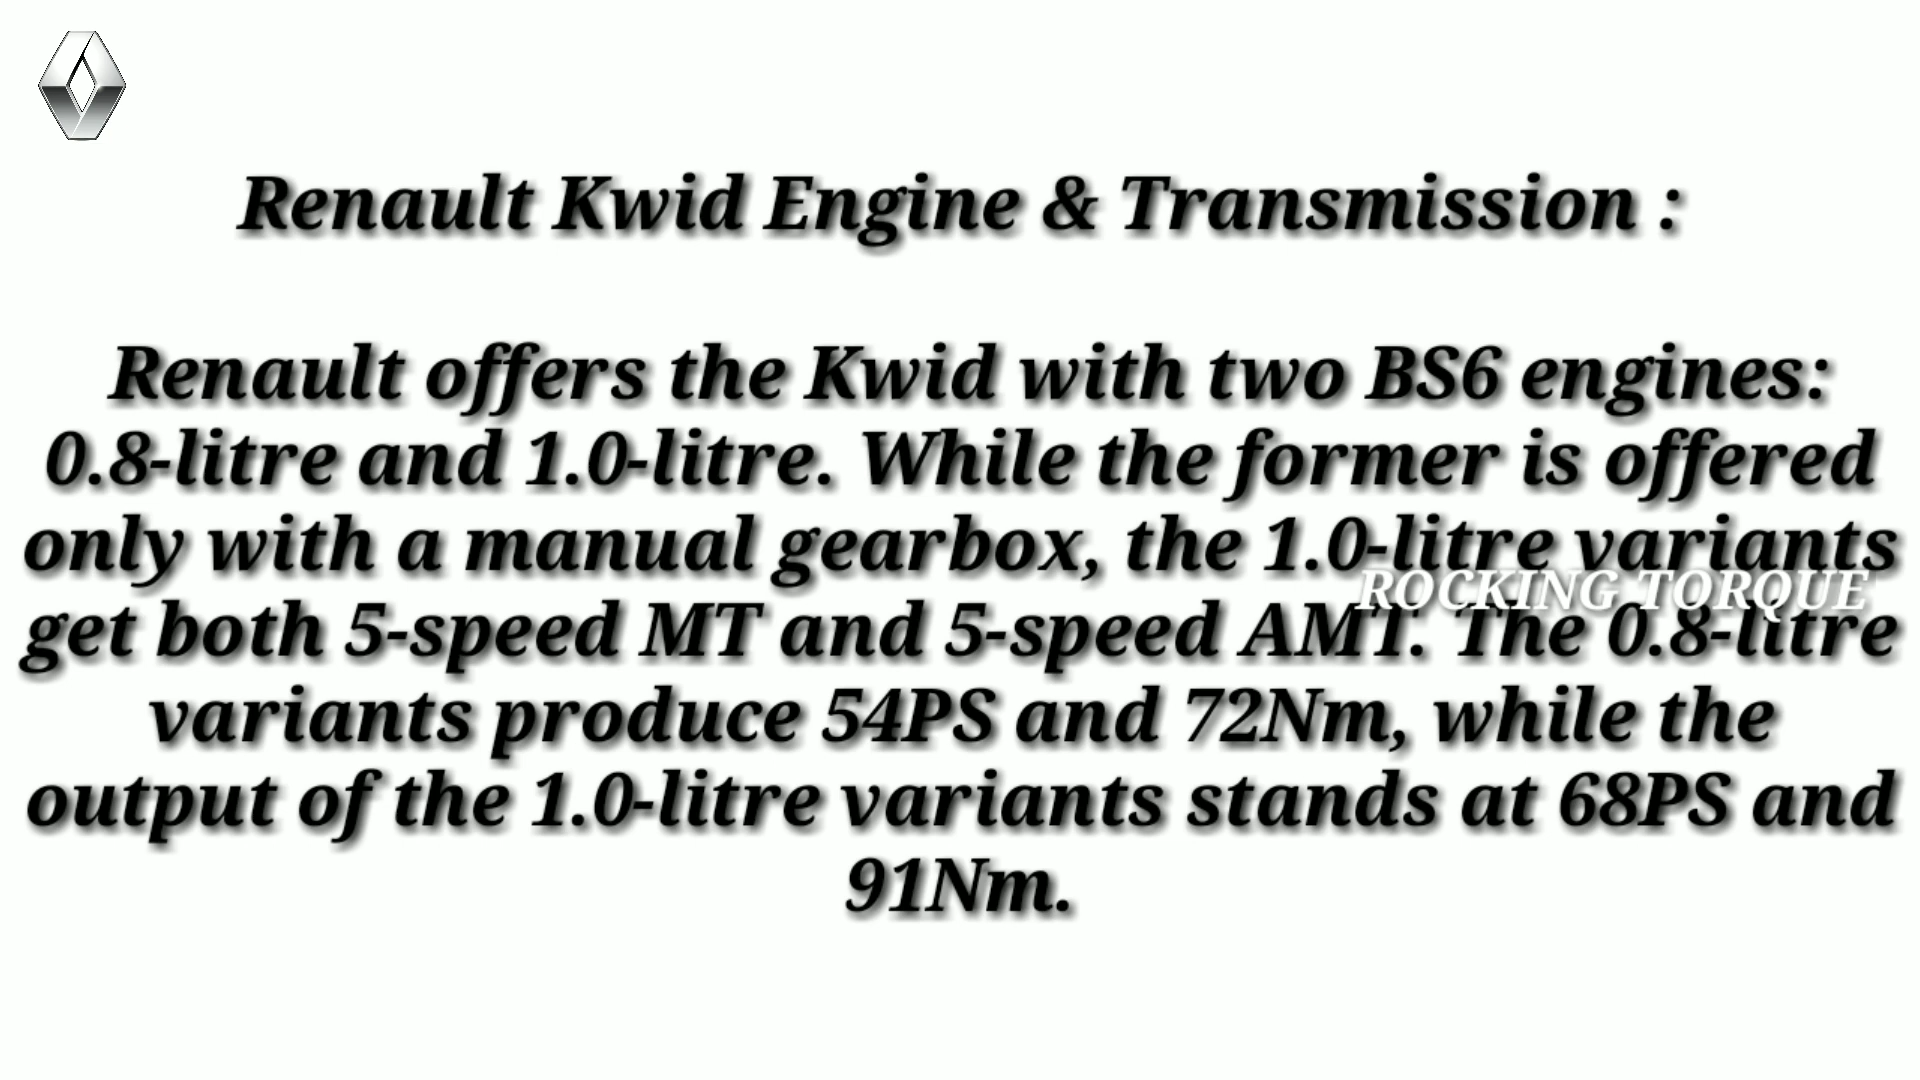 Renault Kwid Engine & Transmission :
Renault offers the Kwid with two BS6 engines:
0.8-litre and 1.0-litre. While the former is offered
only with a manual gearbox, the 1.0-litre variants
ROCKING TORQUE
get both 5-speed MT and 5-speed AMT. The 0.8-litre
variants produce 54PS and 72Nm, while the
output of the 1.0-litre variants stands at 68PS and
91Nm.